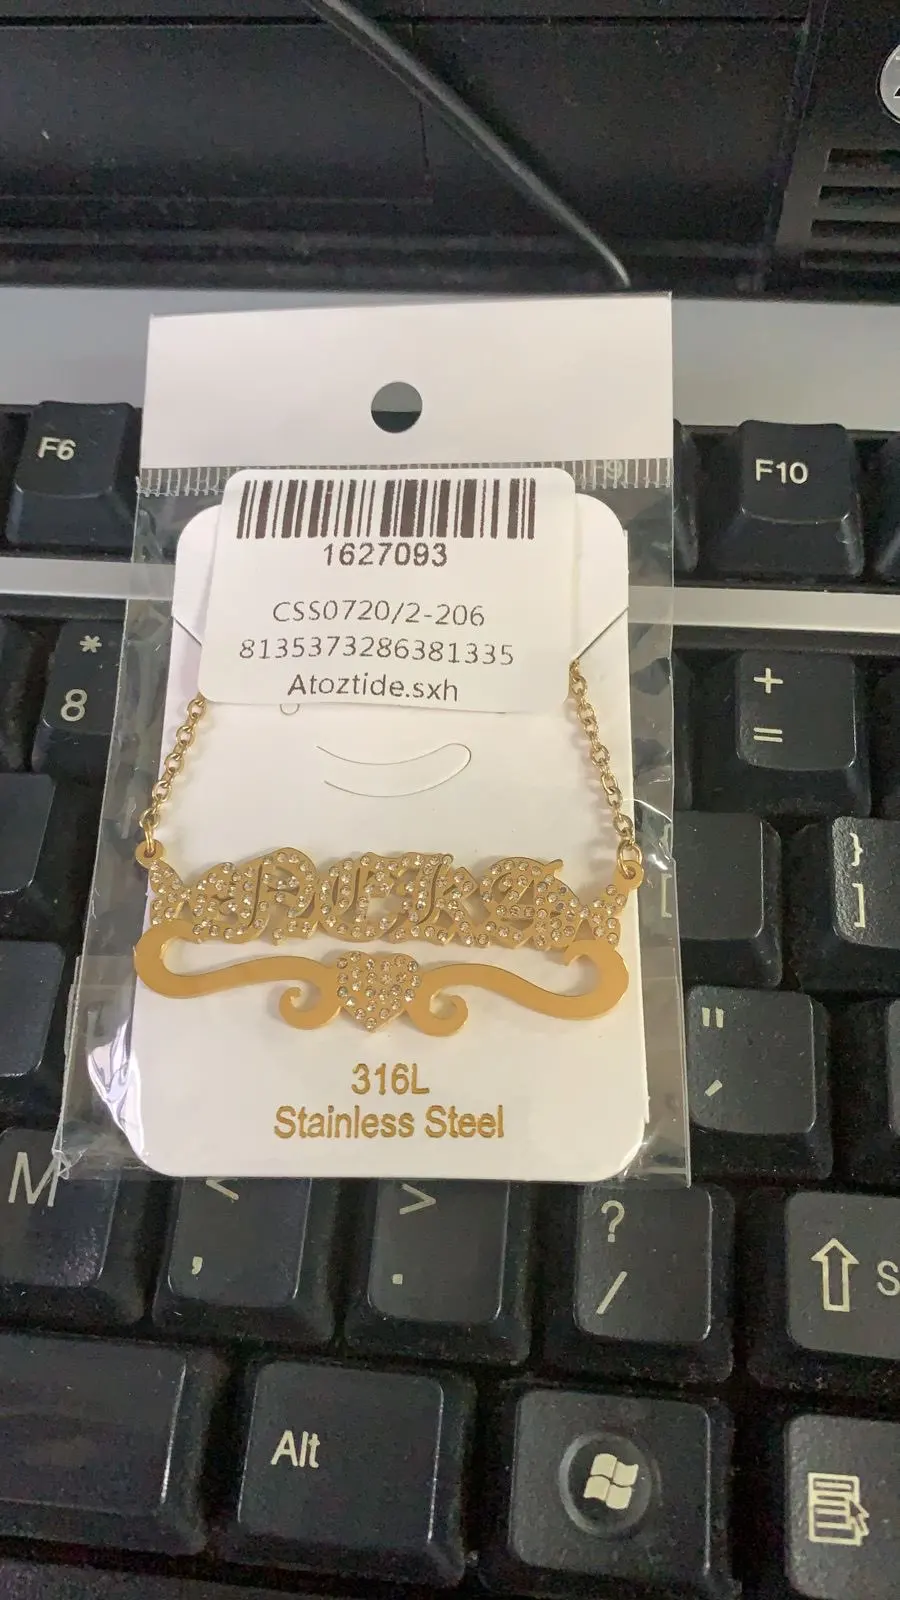 F6
F10
1627093
CSS0720/2-206
8135373286381335
Atoztide.sxh
*
8
+
=
{
[
}
]
"
'
316L
Stainless Steel
M
<
,
>
.
?
/
S
Alt